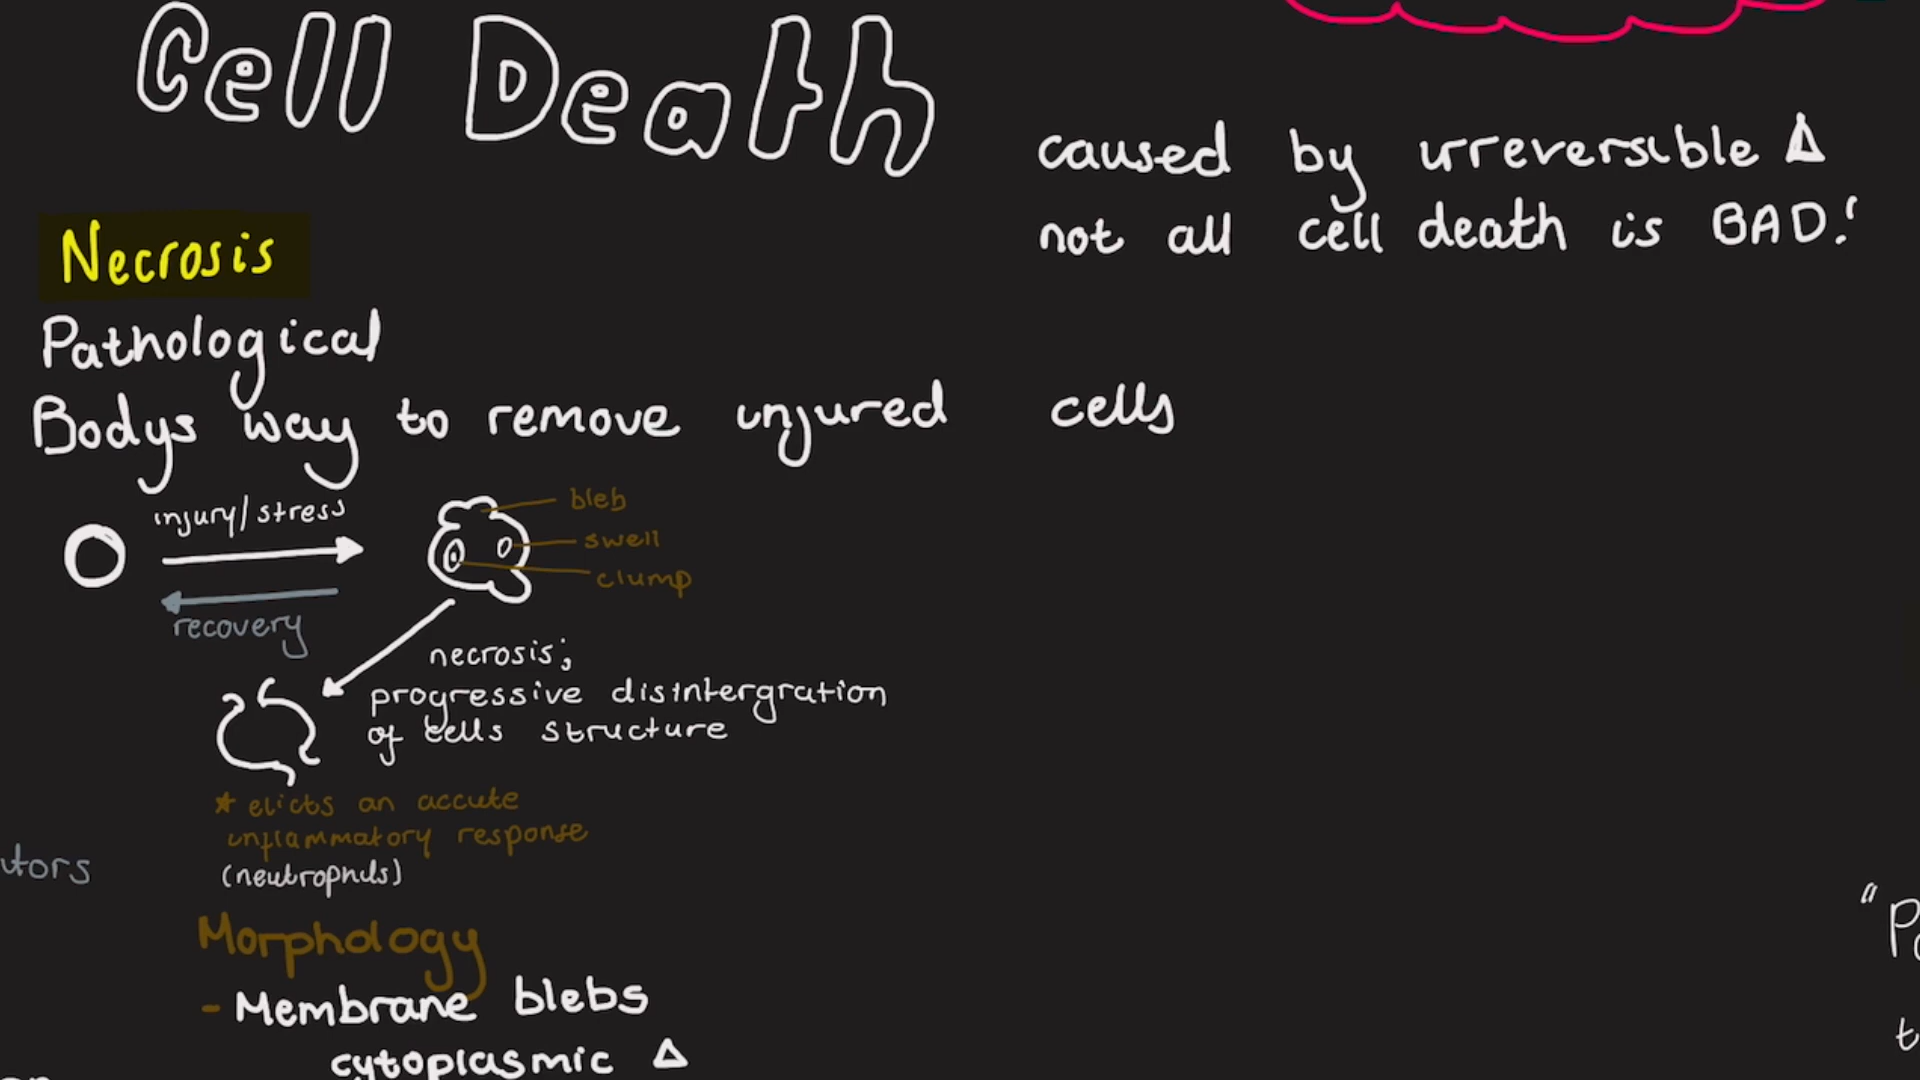 Cell Death
caused by irreversible Δ
not all cell death is BAD!
Necrosis
Pathological
Bodys way to remove injured cells
injury/stress
bleb
swell
clump
recovery
necrosis;
progressive disintergration
of cells structure
* elicts an accute
inflammatory response
(neutrophils)
utors
Morphology
- Membrane blebs
cytoplasmic Δ
"Po
t